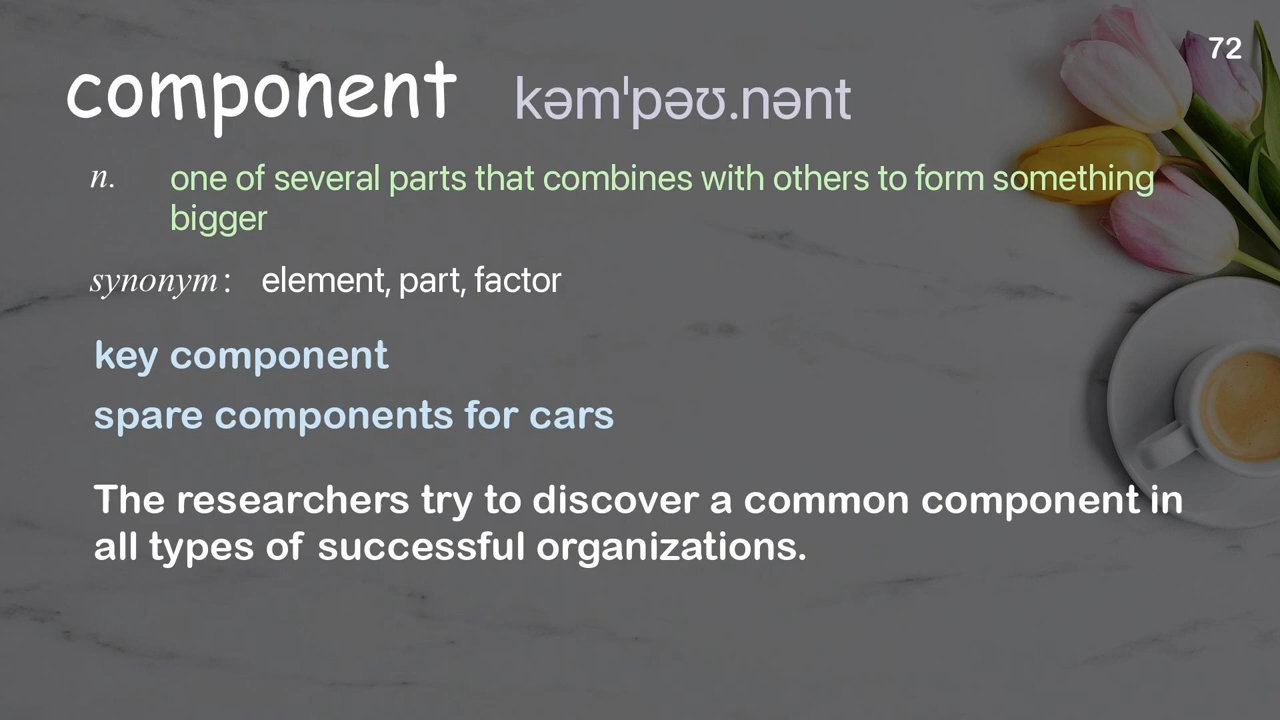 72
component kəmˈpəʊ.nənt
n. one of several parts that combines with others to form something
bigger
synonym: element, part, factor
key component
spare components for cars
The researchers try to discover a common component in
all types of successful organizations.